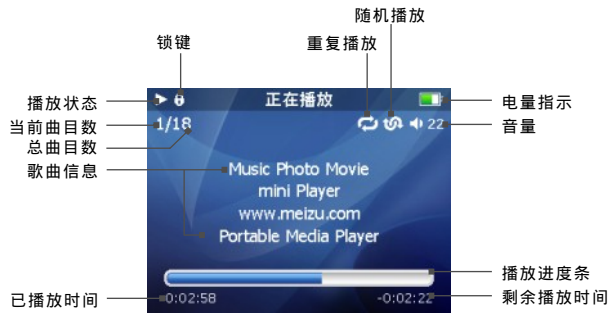 随机播放
锁键
重复播放
播放状态
正在播放
电量指示
当前曲目数
1/18
22
音量
总曲目数
歌曲信息
Music Photo Movie
mini Player
www.meizu.com
Portable Media Player
播放进度条
已播放时间
0:02:58
-0:02:22
剩余播放时间